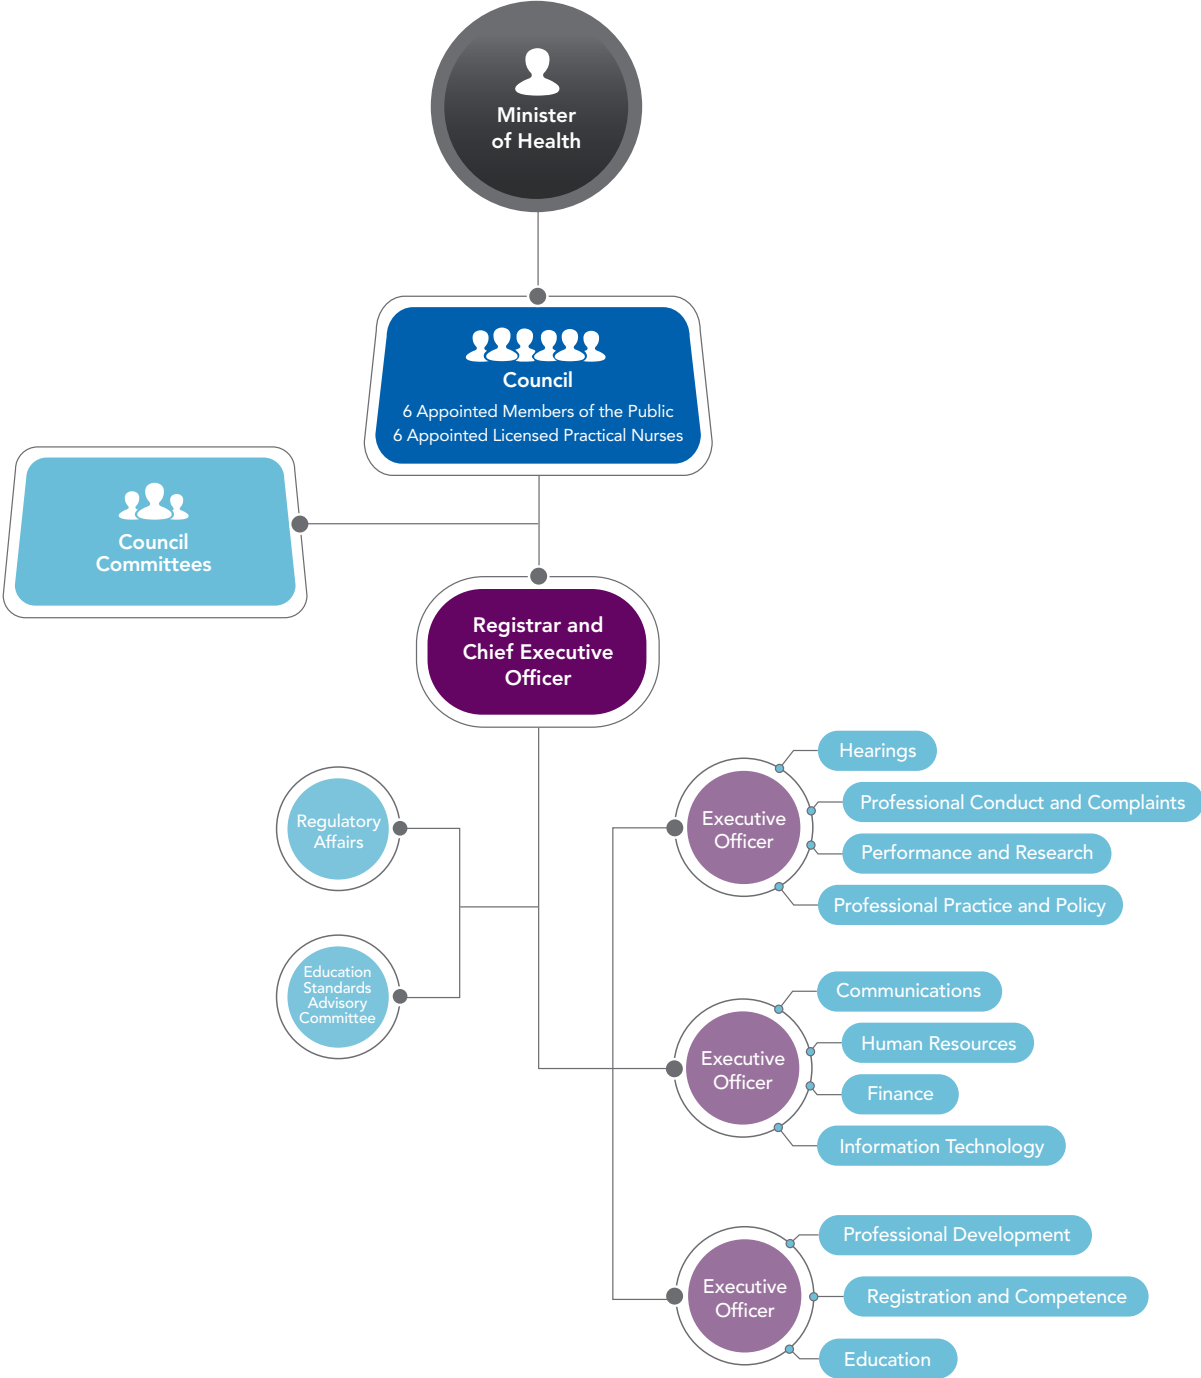 Minister
of Health
Council
6 Appointed Members of the Public
6 Appointed Licensed Practical Nurses
Council
Committees
Registrar and
Chief Executive
Officer
Regulatory
Affairs
Education
Standards
Advisory
Committee
Executive
Officer
Hearings
Professional Conduct and Complaints
Performance and Research
Professional Practice and Policy
Executive
Officer
Communications
Human Resources
Finance
Information Technology
Executive
Officer
Professional Development
Registration and Competence
Education